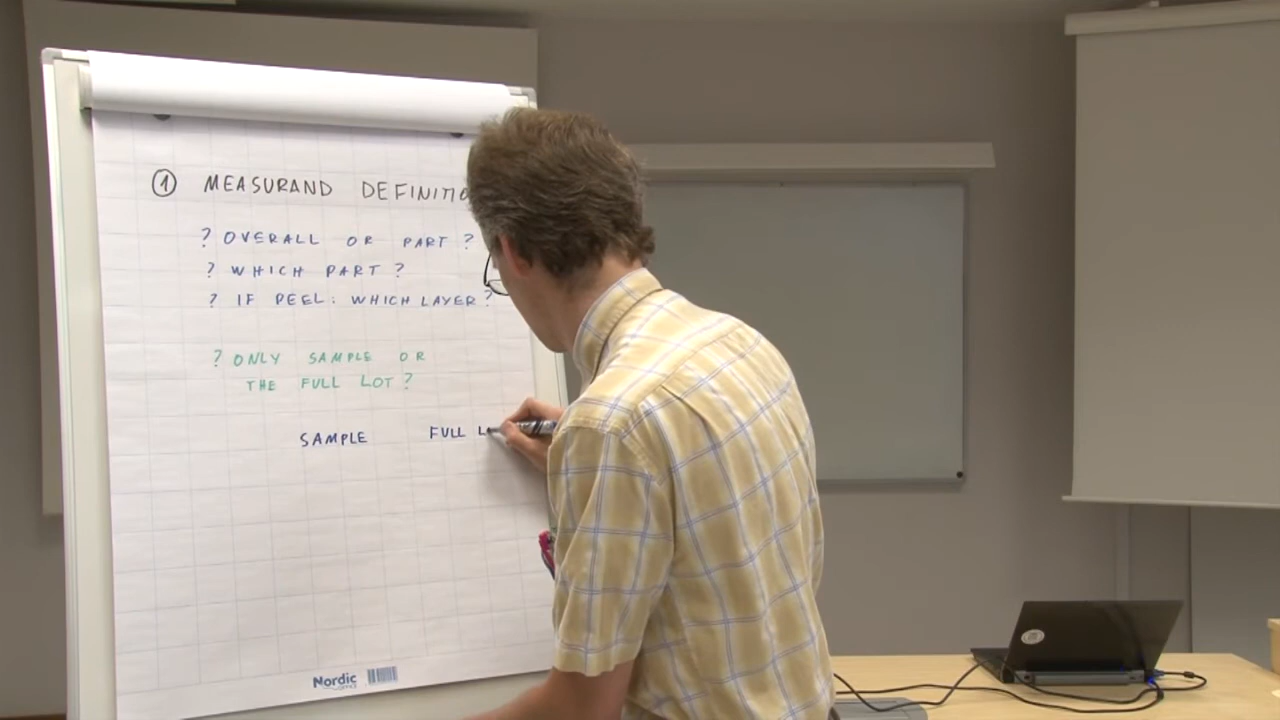 ① MEASURAND DEFINITIO
? OVERALL OR PART ?
? WHICH PART ?
? IF PEEL: WHICH LAYER?
? ONLY SAMPLE OR
THE FULL LOT ?
SAMPLE FULL L
Nordic